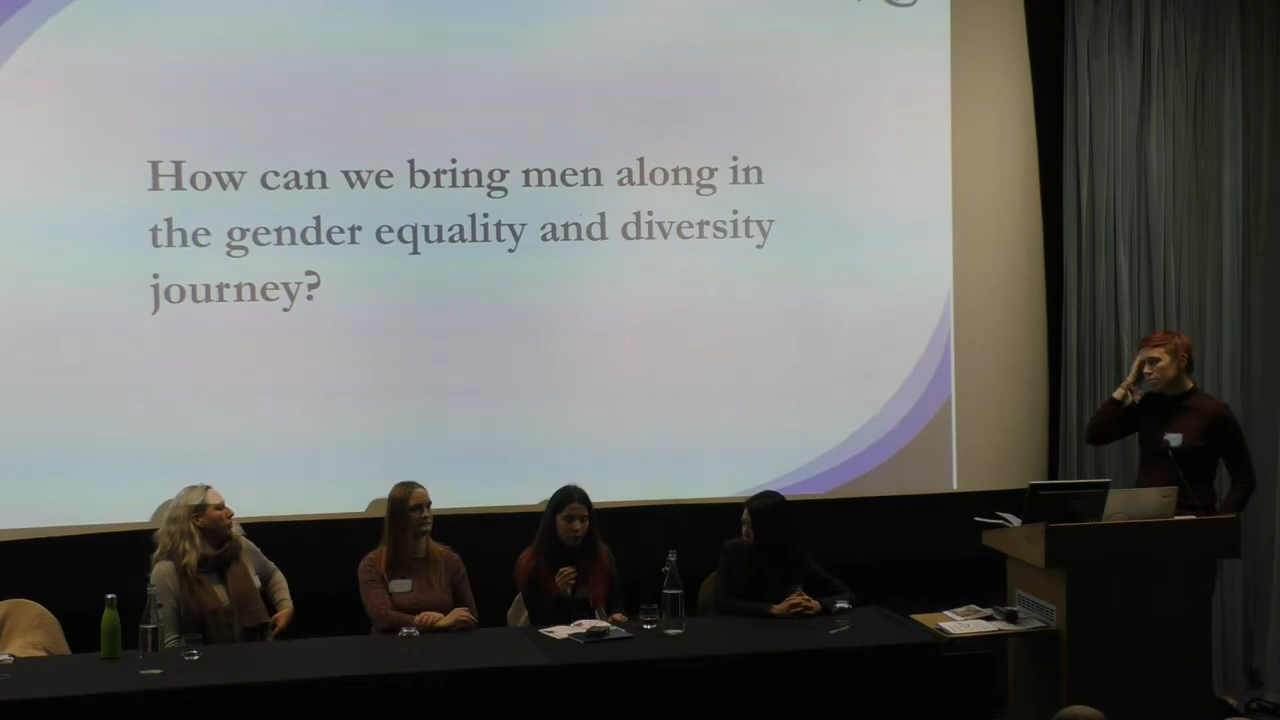 How can we bring men along in
the gender equality and diversity
journey?